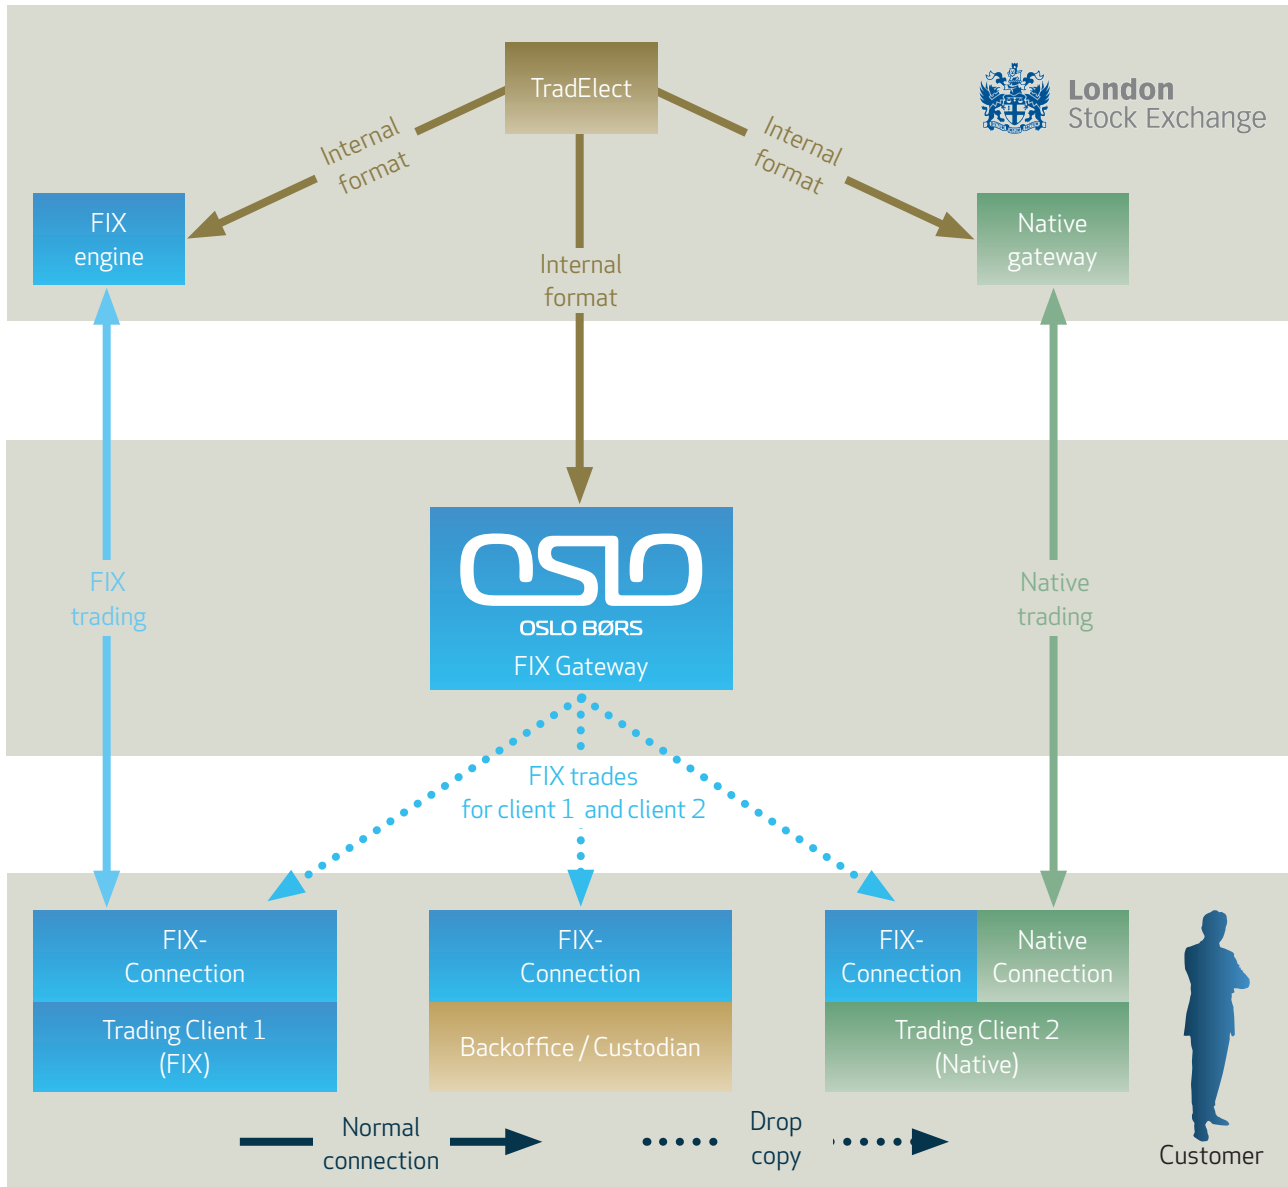 TradElect
London
Stock Exchange
Internal
format
Internal
format
FIX
engine
Native
gateway
Internal
format
OSLO
OSLO BØRS
FIX Gateway
FIX
trading
Native
trading
FIX trades
for client 1 and client 2
FIX-
Connection
Trading Client 1
(FIX)
FIX-
Connection
Backoffice / Custodian
FIX-
Connection
Native
Connection
Trading Client 2
(Native)
Normal
connection
Drop
copy
Customer